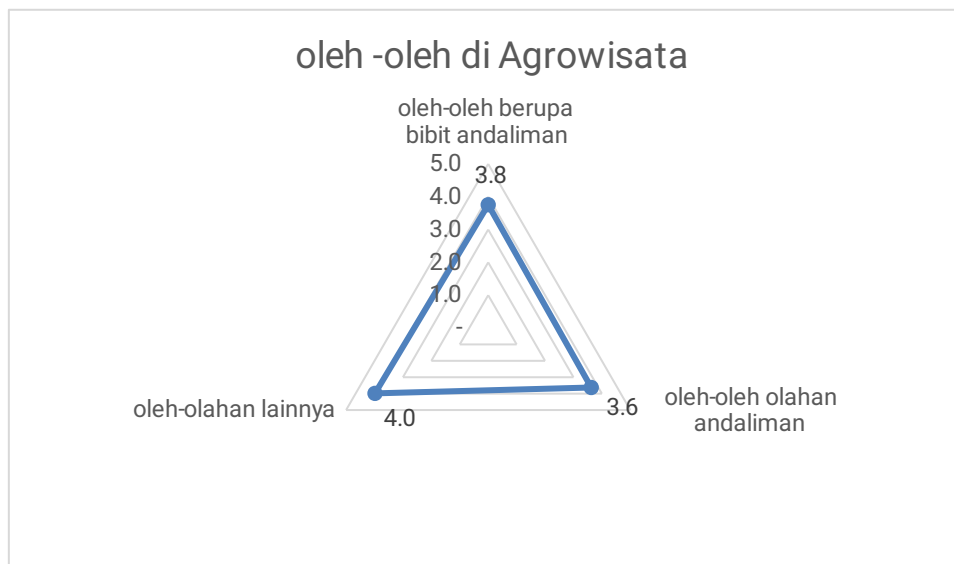 oleh -oleh di Agrowisata
oleh-oleh berupa
bibit andaliman
5.0
3.8
4.0
3.0
2.0
1.0
-
oleh-olahan lainnya
4.0
3.6
oleh-oleh olahan
andaliman